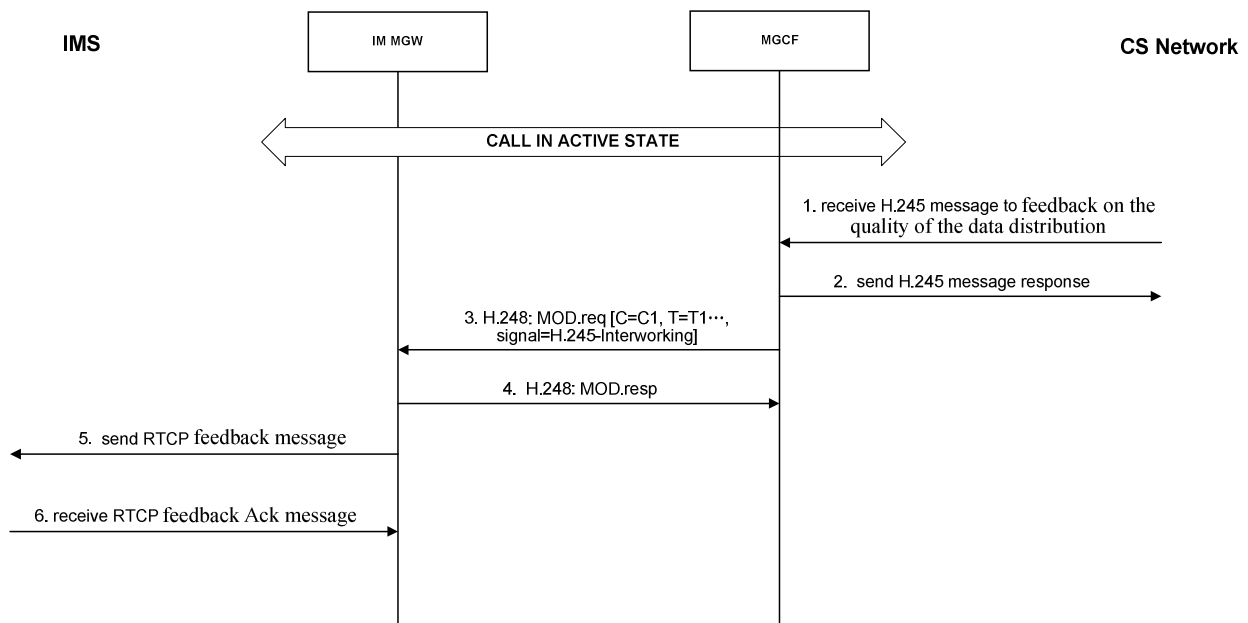 IMS
IM MGW
MGCF
CS Network
CALL IN ACTIVE STATE
1. receive H.245 message to feedback on the
quality of the data distribution
2. send H.245 message response
3. H.248: MOD.req [C=C1, T=T1…,
signal=H.245-Interworking]
4. H.248: MOD.resp
5. send RTCP feedback message
6. receive RTCP feedback Ack message